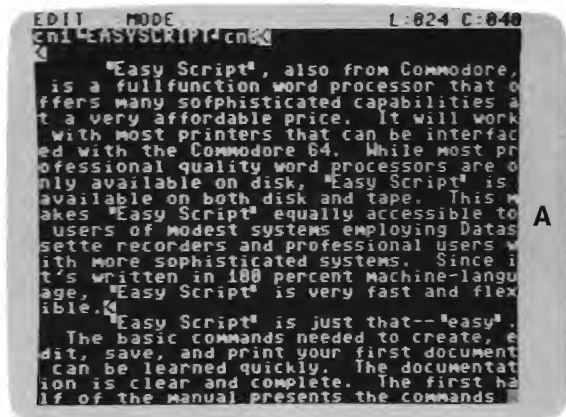 EDIT MODE L:024 C:040
cn1"EASYSCRIPT"cn0
"Easy Script", also from Commodore,
is a fullfunction word processor that o
ffers many sofphisticated capabilities a
t a very affordable price. It will work
with most printers that can be interfac
ed with the Commodore 64. While most pr
ofessional quality word processors are o
nly available on disk, "Easy Script" is
available on both disk and tape. This m
akes "Easy Script" equally accessible to
users of modest systems employing Datas
sette recorders and professional users w
ith more sophisticated systems. Since i
t's written in 100 percent machine-langu
age, "Easy Script" is very fast and flex
ible.
"Easy Script" is just that--"easy".
The basic commands needed to create, e
dit, save, and print your first document
can be learned quickly. The documentat
ion is clear and complete. The first ha
lf of the manual presents the commands
A